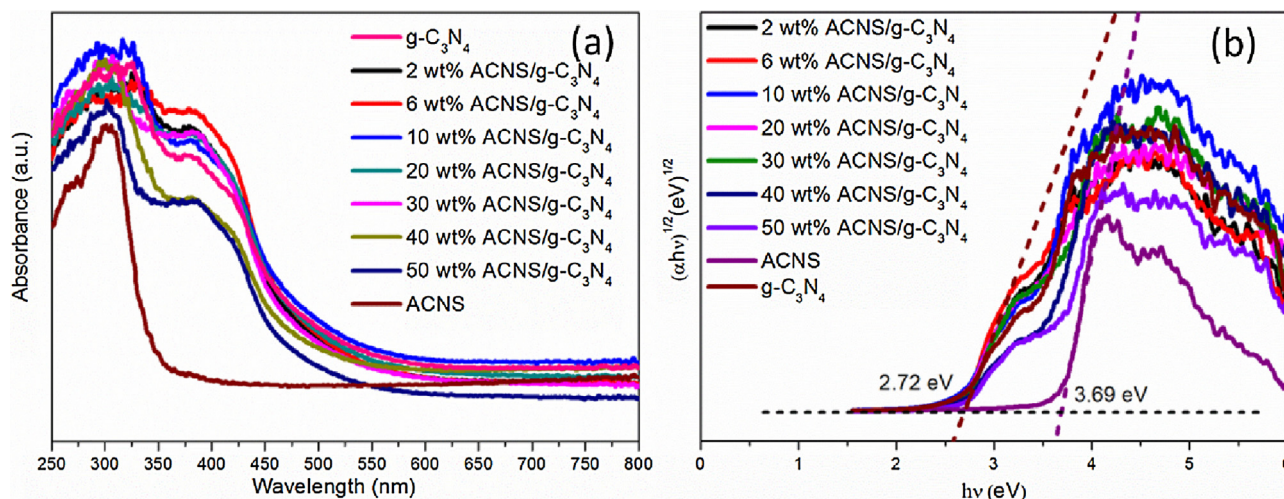 (a)
g-C₃N₄
2 wt% ACNS/g-C₃N₄
6 wt% ACNS/g-C₃N₄
10 wt% ACNS/g-C₃N₄
20 wt% ACNS/g-C₃N₄
30 wt% ACNS/g-C₃N₄
40 wt% ACNS/g-C₃N₄
50 wt% ACNS/g-C₃N₄
ACNS
Absorbance (a.u.)
250 300 350 400 450 500 550 600 650 700 750 800
Wavelength (nm)
(b)
2 wt% ACNS/g-C₃N₄
6 wt% ACNS/g-C₃N₄
10 wt% ACNS/g-C₃N₄
20 wt% ACNS/g-C₃N₄
30 wt% ACNS/g-C₃N₄
40 wt% ACNS/g-C₃N₄
50 wt% ACNS/g-C₃N₄
ACNS
g-C₃N₄
(αhν) ^1/2 (eV)^1/2
2.72 eV
3.69 eV
0 1 2 3 4 5
hν (eV)